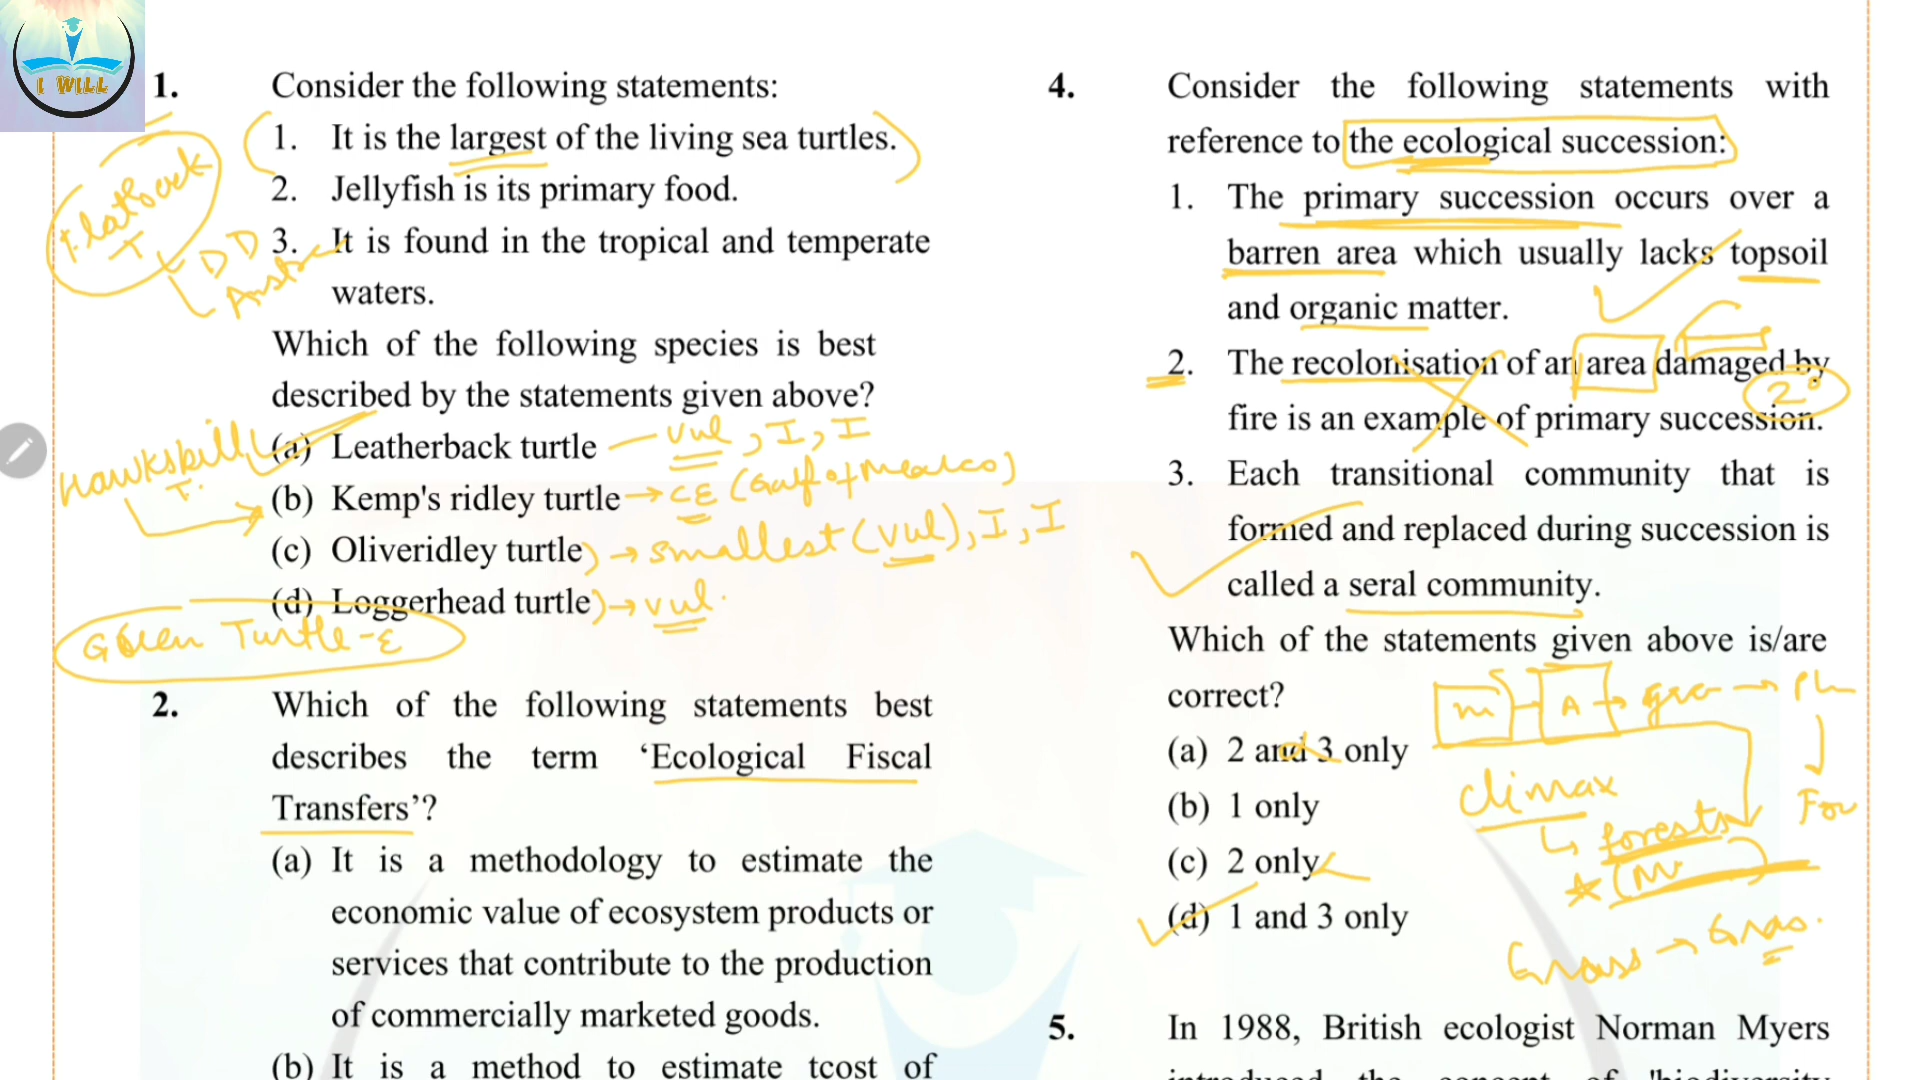 I WILL
1. Consider the following statements:
1. It is the largest of the living sea turtles.
2. Jellyfish is its primary food.
3. It is found in the tropical and temperate
waters.
Which of the following species is best
described by the statements given above?
(a) Leatherback turtle
vul, I, I
(b) Kemp's ridley turtle
→ CE (Gulf of Mexico)
(c) Oliveridley turtle
→ smallest (vul), I, I
(d) Loggerhead turtle
→ vul.
flatback
T
DD
Hawksbill
T.
Green Turtle - E
2. Which of the following statements best
describes the term ‘Ecological Fiscal
Transfers’?
(a) It is a methodology to estimate the
economic value of ecosystem products or
services that contribute to the production
of commercially marketed goods.
(b) It is a method to estimate tcost of
4. Consider the following statements with
reference to the ecological succession:
1. The primary succession occurs over a
barren area which usually lacks topsoil
and organic matter.
2. The recolonisation of an area damaged by
fire is an example of primary succession.
2°
3. Each transitional community that is
formed and replaced during succession is
called a seral community.
Which of the statements given above is/are
correct?
(a) 2 and 3 only
(b) 1 only
(c) 2 only
(d) 1 and 3 only
m → A →
climax
↳ forests
Grass → Gras.
5. In 1988, British ecologist Norman Myers
introduced the concept of 'biodiversity